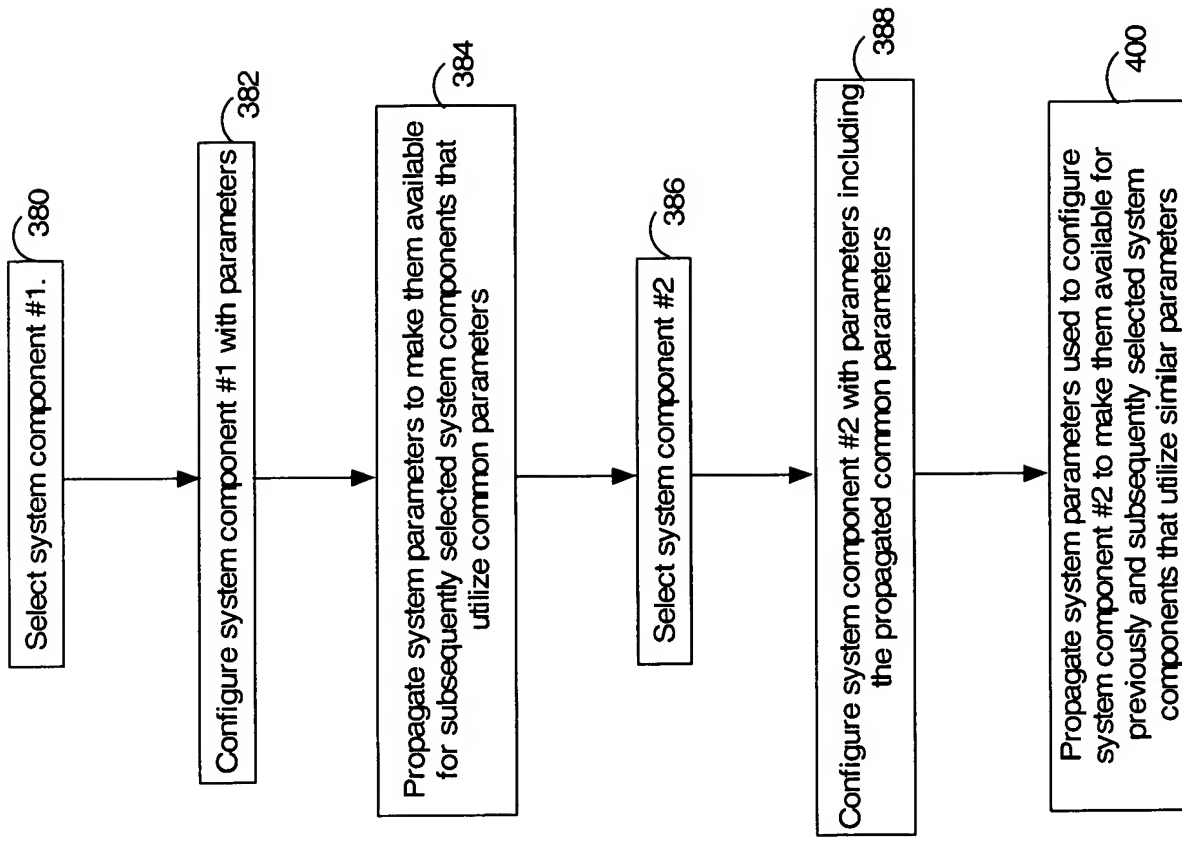 Select system component #1.
380
Configure system component #1 with parameters
382
Propagate system parameters to make them available
for subsequently selected system components that
utilize common parameters
384
Select system component #2
386
Configure system component #2 with parameters including
the propagated common parameters
388
Propagate system parameters used to configure
system component #2 to make them available for
previously and subsequently selected system
components that utilize similar parameters
400